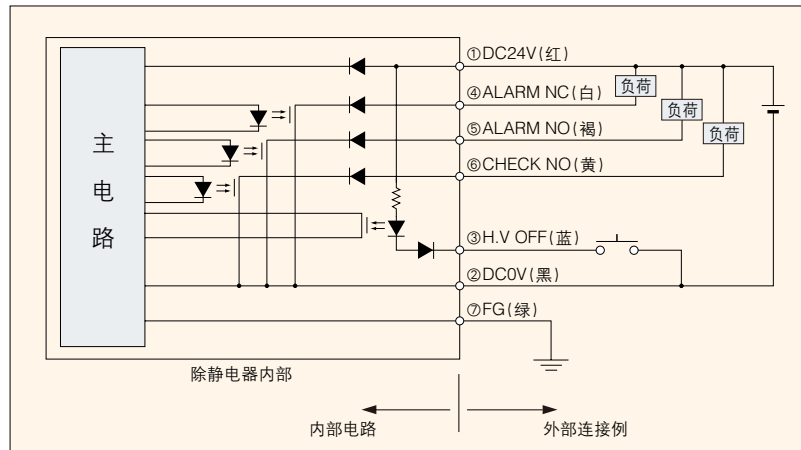 ①DC24V(红)
负荷
④ALARM NC(白)
负荷
⑤ALARM NO(褐)
负荷
⑥CHECK NO(黄)
主电路
③H.V OFF(蓝)
②DC0V(黑)
⑦FG(绿)
除静电器内部
内部电路
外部连接例